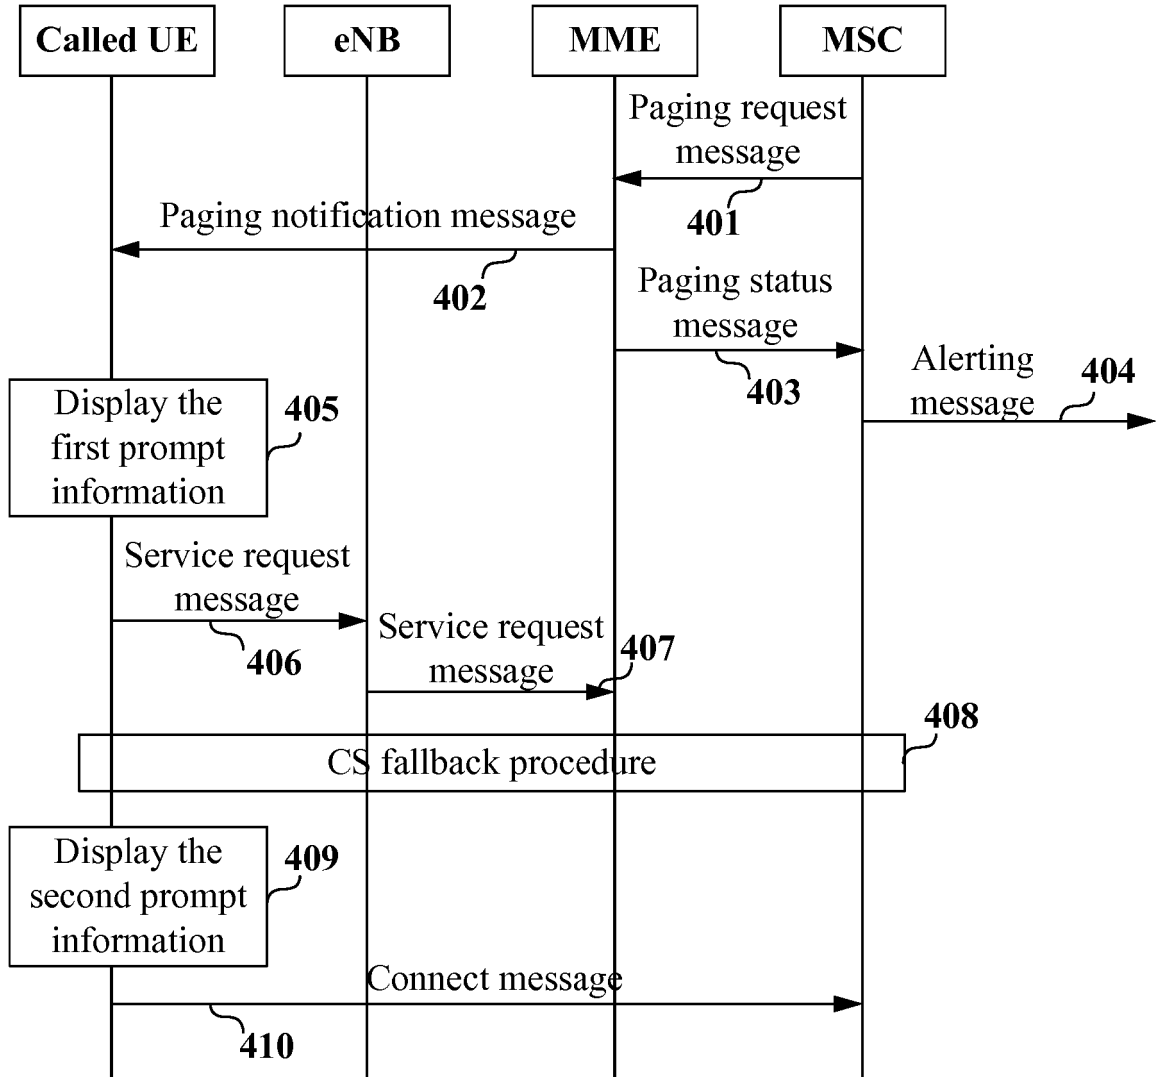 Called UE
eNB
MME
MSC
Paging request
message
401
Paging notification message
402
Paging status
message
403
Alerting
message
404
Display the
first prompt
information
405
Service request
message
406
Service request
message
407
CS fallback procedure
408
Display the
second prompt
information
409
Connect message
410